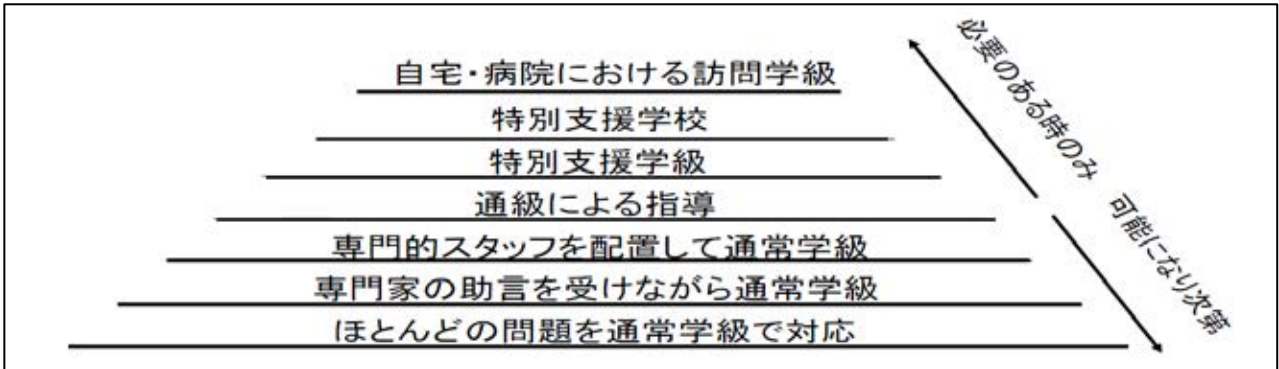 自宅・病院における訪問学級
特別支援学校
特別支援学級
通級による指導
専門的スタッフを配置して通常学級
専門家の助言を受けながら通常学級
ほとんどの問題を通常学級で対応
必要のある時のみ
可能になり次第